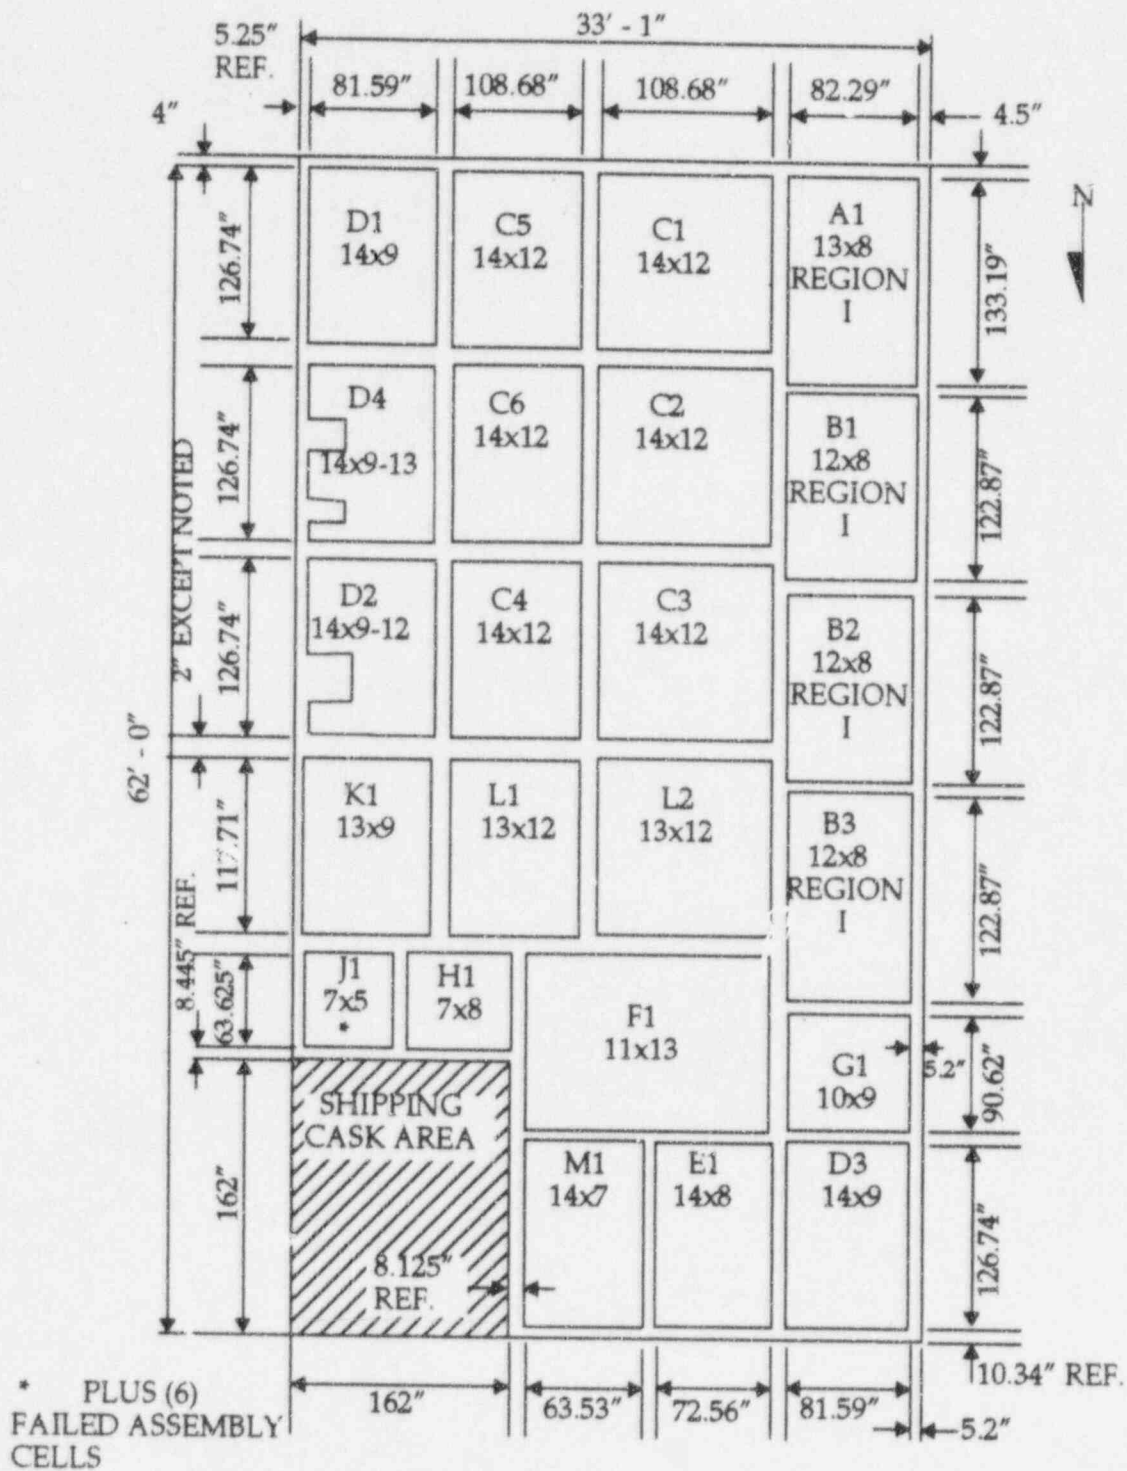 33' - 1"
5.25"
REF.
81.59"
108.68"
108.68"
82.29"
4"
4.5"
N
126.74"
D1
14x9
C5
14x12
C1
14x12
A1
13x8
REGION
I
133.19"
126.74"
D4
14x9-13
C6
14x12
C2
14x12
B1
12x8
REGION
I
122.87"
2" EXCEPT NOTED
126.74"
D2
14x9-12
C4
14x12
C3
14x12
B2
12x8
REGION
I
122.87"
62' - 0"
117.71"
K1
13x9
L1
13x12
L2
13x12
B3
12x8
REGION
I
122.87"
8.445" REF.
63.625"
J1
7x5
*
H1
7x8
F1
11x13
G1
10x9
5.2"
90.62"
SHIPPING
CASK AREA
162"
8.125"
REF.
M1
14x7
E1
14x8
D3
14x9
126.74"
10.34" REF.
162"
63.53"
72.56"
81.59"
5.2"
* PLUS (6)
FAILED ASSEMBLY
CELLS